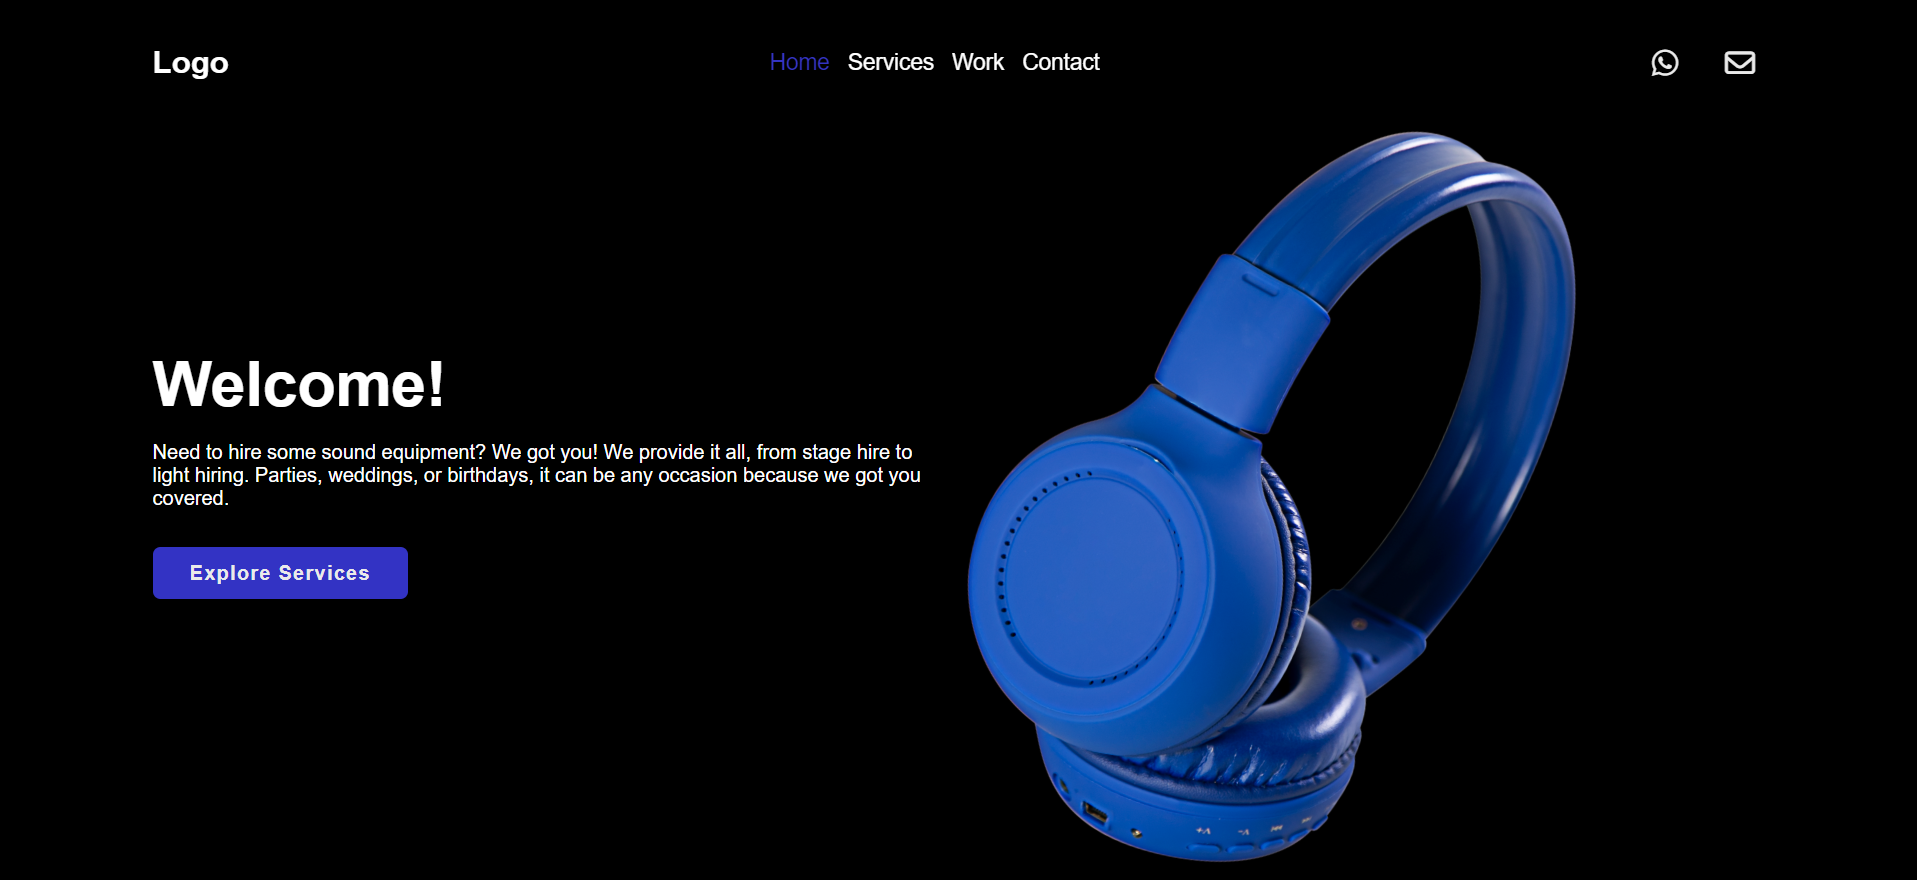 Logo
Home Services Work Contact
Welcome!
Need to hire some sound equipment? We got you! We provide it all, from stage hire to
light hiring. Parties, weddings, or birthdays, it can be any occasion because we got you
covered.
Explore Services